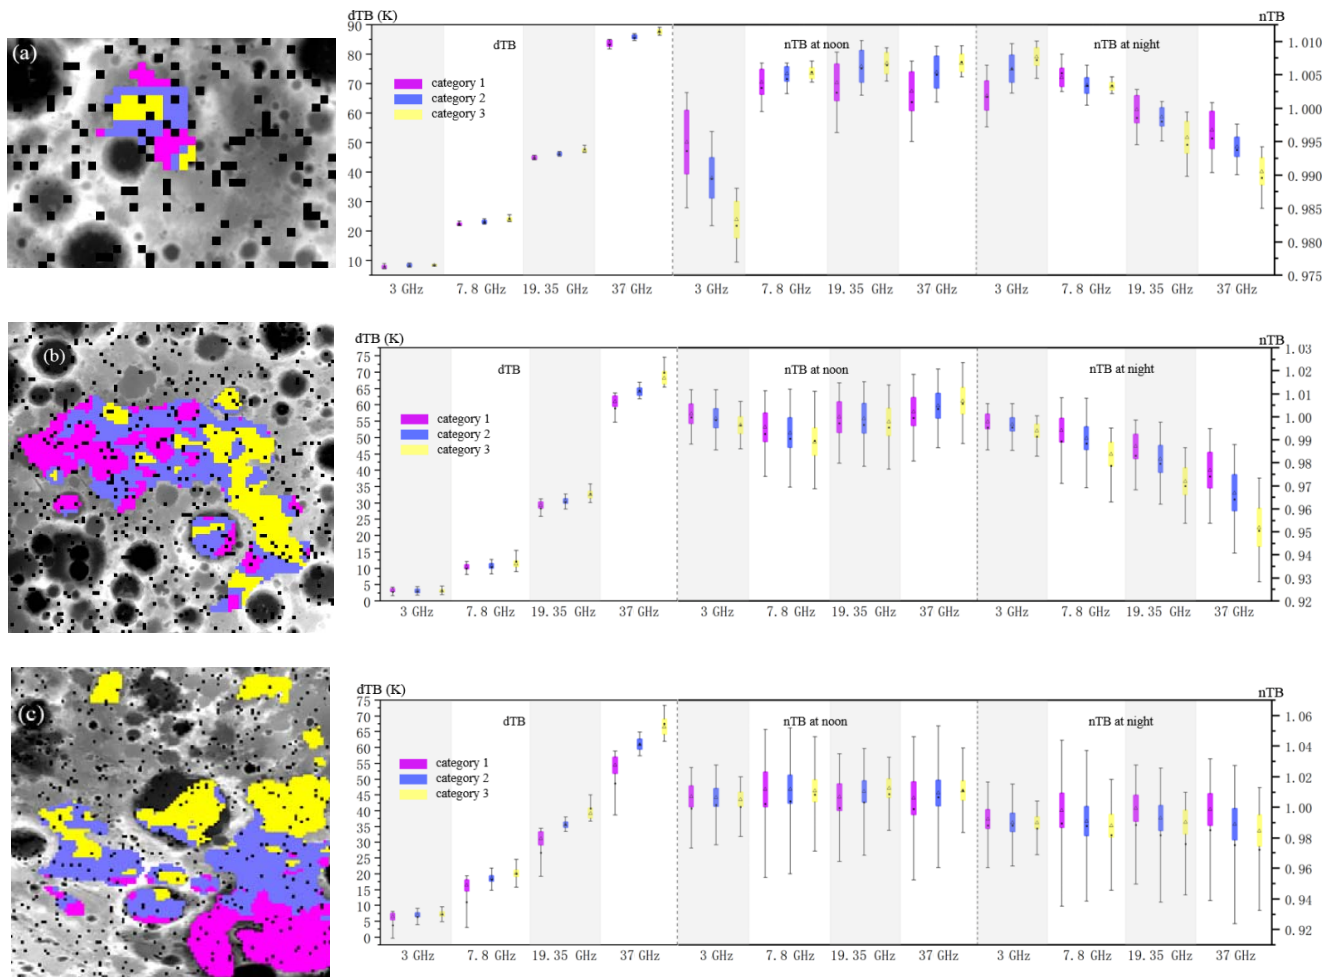 (a)
dTB (K)
nTB
dTB
nTB at noon
nTB at night
category 1
category 2
category 3
90
80
70
60
50
40
30
20
10
1.010
1.005
1.000
0.995
0.990
0.985
0.980
0.975
3 GHz
7.8 GHz
19.35 GHz
37 GHz
3 GHz
7.8 GHz
19.35 GHz
37 GHz
3 GHz
7.8 GHz
19.35 GHz
37 GHz
(b)
dTB (K)
nTB
dTB
nTB at noon
nTB at night
category 1
category 2
category 3
75
70
65
60
55
50
45
40
35
30
25
20
15
10
5
0
1.03
1.02
1.01
1.00
0.99
0.98
0.97
0.96
0.95
0.94
0.93
0.92
3 GHz
7.8 GHz
19.35 GHz
37 GHz
3 GHz
7.8 GHz
19.35 GHz
37 GHz
3 GHz
7.8 GHz
19.35 GHz
37 GHz
(c)
dTB (K)
nTB
dTB
nTB at noon
nTB at night
category 1
category 2
category 3
75
70
65
60
55
50
45
40
35
30
25
20
15
10
5
0
1.06
1.04
1.02
1.00
0.98
0.96
0.94
0.92
3 GHz
7.8 GHz
19.35 GHz
37 GHz
3 GHz
7.8 GHz
19.35 GHz
37 GHz
3 GHz
7.8 GHz
19.35 GHz
37 GHz